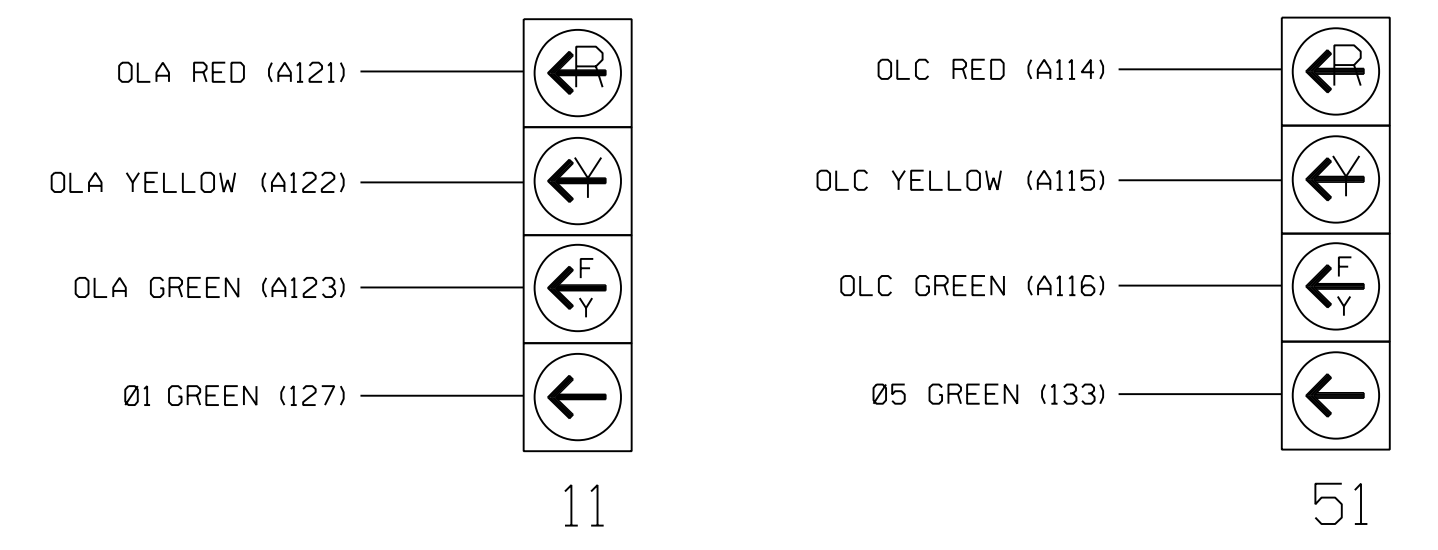 OLA RED (A121)
R
OLA YELLOW (A122)
Y
OLA GREEN (A123)
F
Y
Ø1 GREEN (127)
11
OLC RED (A114)
R
OLC YELLOW (A115)
Y
OLC GREEN (A116)
F
Y
Ø5 GREEN (133)
51